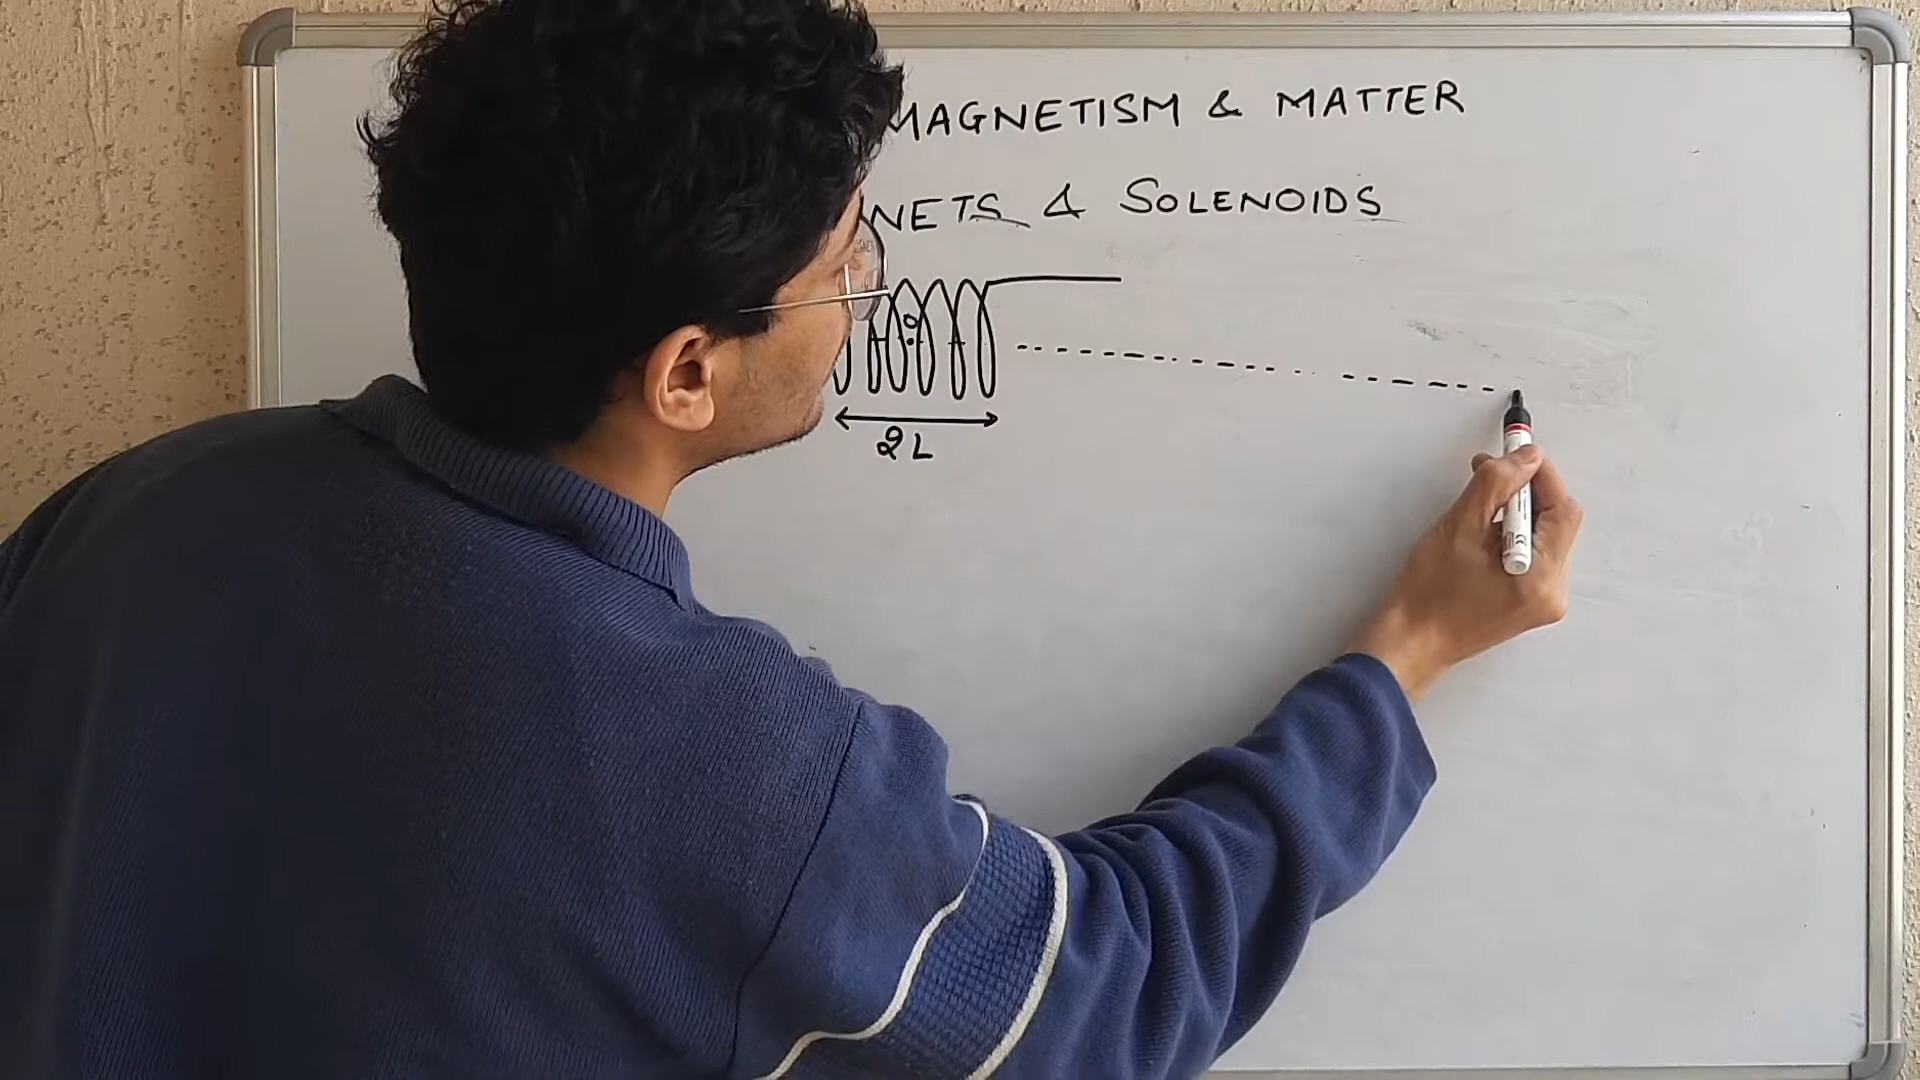 MAGNETISM & MATTER
NETS & SOLENOIDS
O
2L